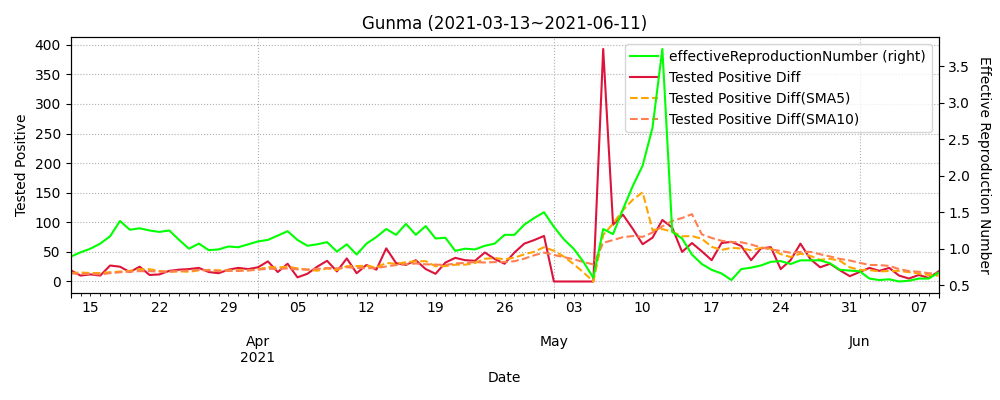 Gunma (2021-03-13~2021-06-11)
400
350
300
250
200
150
100
50
0
Tested Positive
3.5
3.0
2.5
2.0
1.5
1.0
0.5
Effective Reproduction Number
effectiveReproductionNumber (right)
Tested Positive Diff
Tested Positive Diff(SMA5)
Tested Positive Diff(SMA10)
15 22 29 05 12 19 26 03 10 17 24 31 07
Apr May Jun
2021
Date